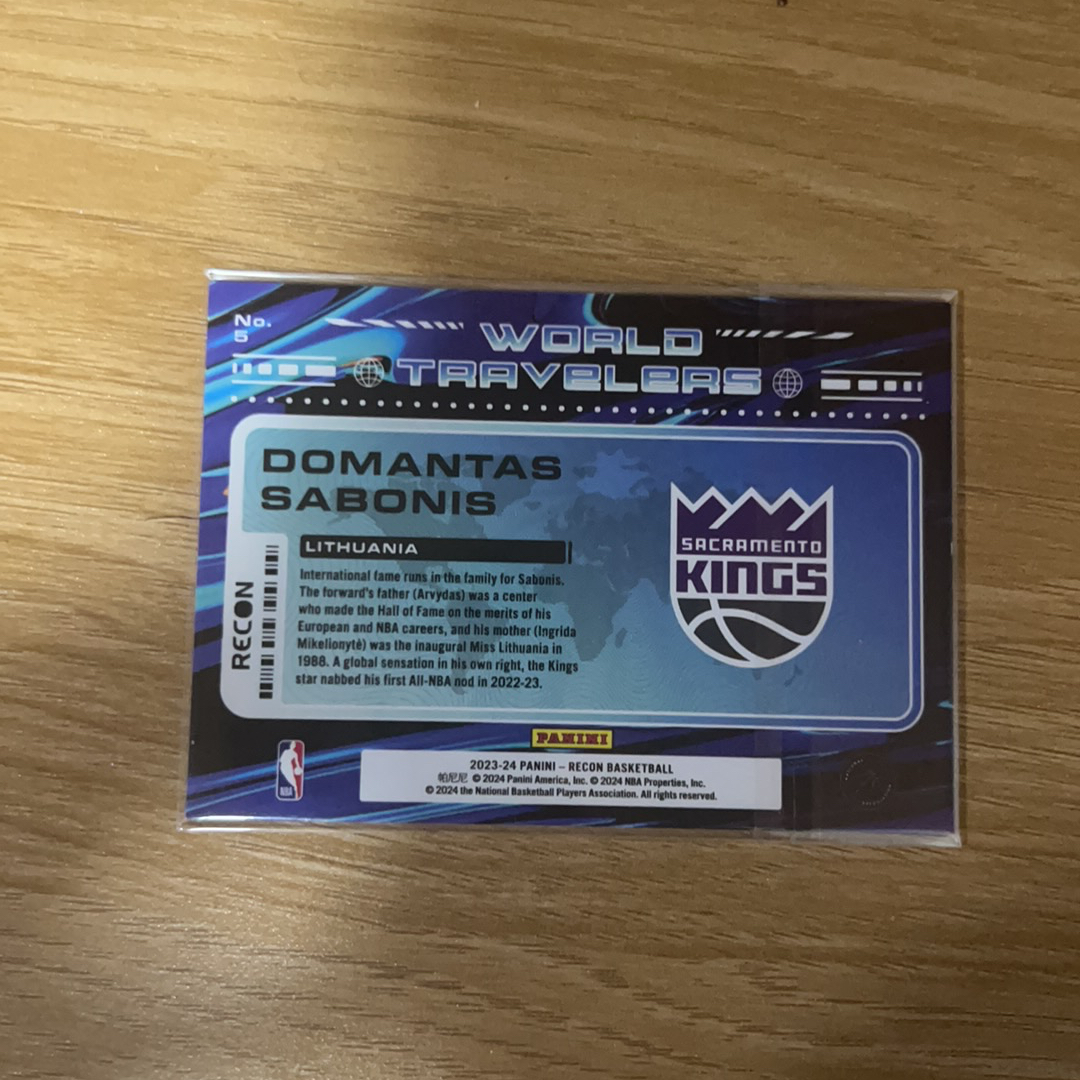 No.
5
WORLD
TRAVELERS
DOMANTAS
SABONIS
LITHUANIA
International fame runs in the family for Sabonis.
The forward's father (Arvydas) was a center
who made the Hall of Fame on the merits of his
European and NBA careers, and his mother (Ingrida
Mikelionytė) was the inaugural Miss Lithuania in
1988. A global sensation in his own right, the Kings
star nabbed his first All-NBA nod in 2022-23.
RECON
SACRAMENTO
KINGS
PANINI
NBA
2023-24 PANINI – RECON BASKETBALL
帕尼尼 © 2024 Panini America, Inc. © 2024 NBA Properties, Inc.
© 2024 the National Basketball Players Association. All rights reserved.